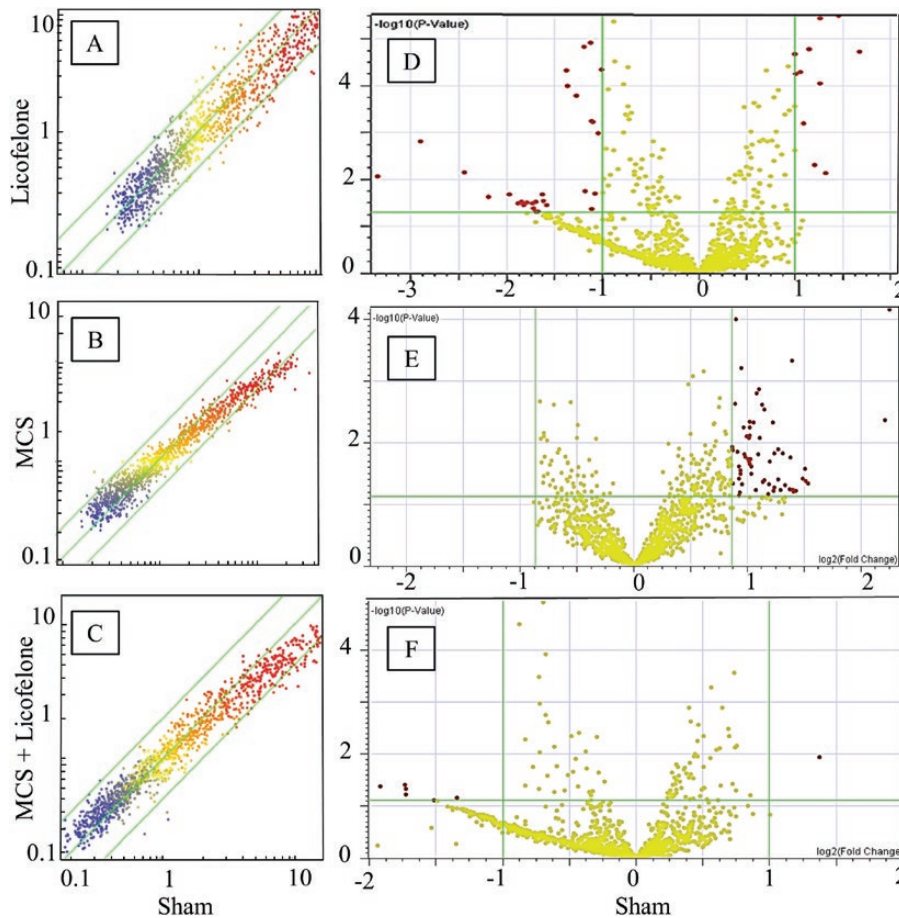 10
A
Licofelone
1
0.1
-log10(P-Value)
D
4
2
0
-3 -2 -1 0 1 2
10
B
MCS
1
0.1
4
-log10(P-Value)
E
2
0
log2(Fold Change)
-2 -1 0 1 2
10
C
MCS + Licofelone
1
0.1
0.1 1 10
Sham
-log10(P-Value)
F
4
2
0
log2(Fold Change)
-2 -1 0 1 2
Sham